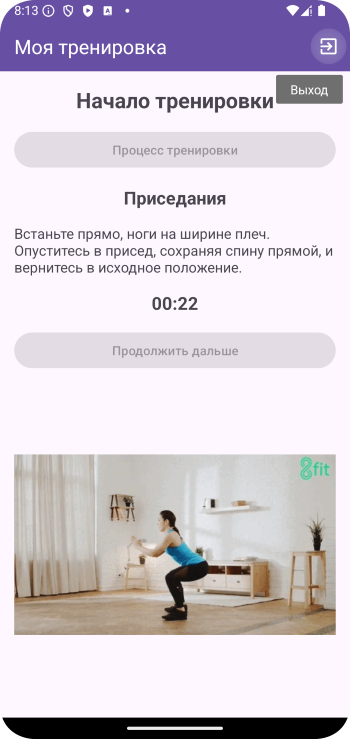 8:13
Моя тренировка
Выход
Начало тренировки
Процесс тренировки
Приседания
Встаньте прямо, ноги на ширине плеч.
Опуститесь в присед, сохраняя спину прямой, и
вернитесь в исходное положение.
00:22
Продолжить дальше
8fit